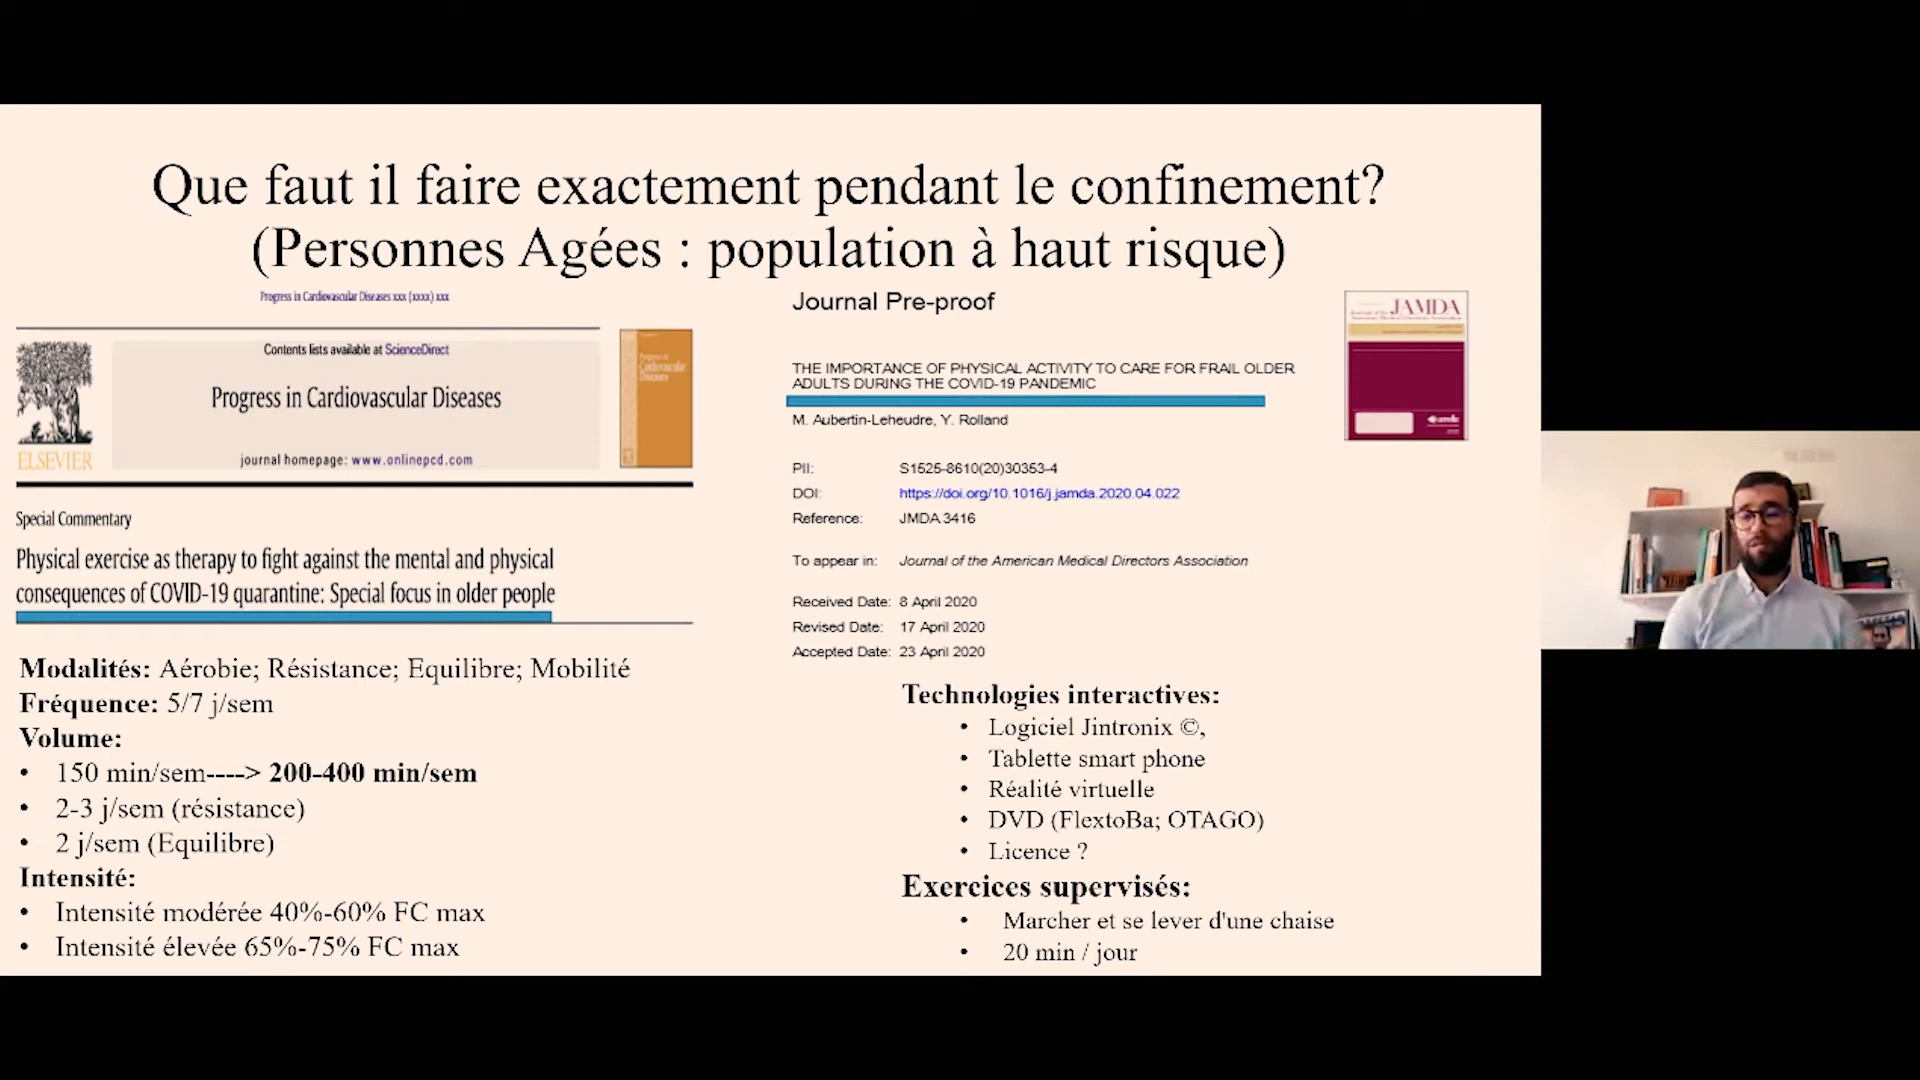 Que faut il faire exactement pendant le confinement?
(Personnes Agées : population à haut risque)
Progress in Cardiovascular Diseases xxx (xxxx) xxx
Contents lists available at ScienceDirect
Progress in Cardiovascular Diseases
journal homepage: www.onlinepcd.com
ELSEVIER
Progress in
Cardiovascular
Diseases
Special Commentary
Physical exercise as therapy to fight against the mental and physical
consequences of COVID-19 quarantine: Special focus in older people
Modalités: Aérobie; Résistance; Equilibre; Mobilité
Fréquence: 5/7 j/sem
Volume:
• 150 min/sem----> 200-400 min/sem
• 2-3 j/sem (résistance)
• 2 j/sem (Equilibre)
Intensité:
• Intensité modérée 40%-60% FC max
• Intensité élevée 65%-75% FC max
Journal Pre-proof
JAMDA
THE IMPORTANCE OF PHYSICAL ACTIVITY TO CARE FOR FRAIL OLDER
ADULTS DURING THE COVID-19 PANDEMIC
M. Aubertin-Leheudre, Y. Rolland
PII: S1525-8610(20)30353-4
DOI: https://doi.org/10.1016/j.jamda.2020.04.022
Reference: JMDA 3416
To appear in: Journal of the American Medical Directors Association
Received Date: 8 April 2020
Revised Date: 17 April 2020
Accepted Date: 23 April 2020
Technologies interactives:
• Logiciel Jintronix ©,
• Tablette smart phone
• Réalité virtuelle
• DVD (FlextoBa; OTAGO)
• Licence ?
Exercices supervisés:
• Marcher et se lever d'une chaise
• 20 min / jour